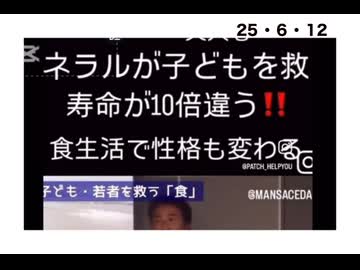 25・6・12
ネラルが子どもを救
寿命が10倍違う‼️
食生活で性格も変わる
@PATCH_HELPYOU
子ども・若者を救う「食」
@MANSACEDA